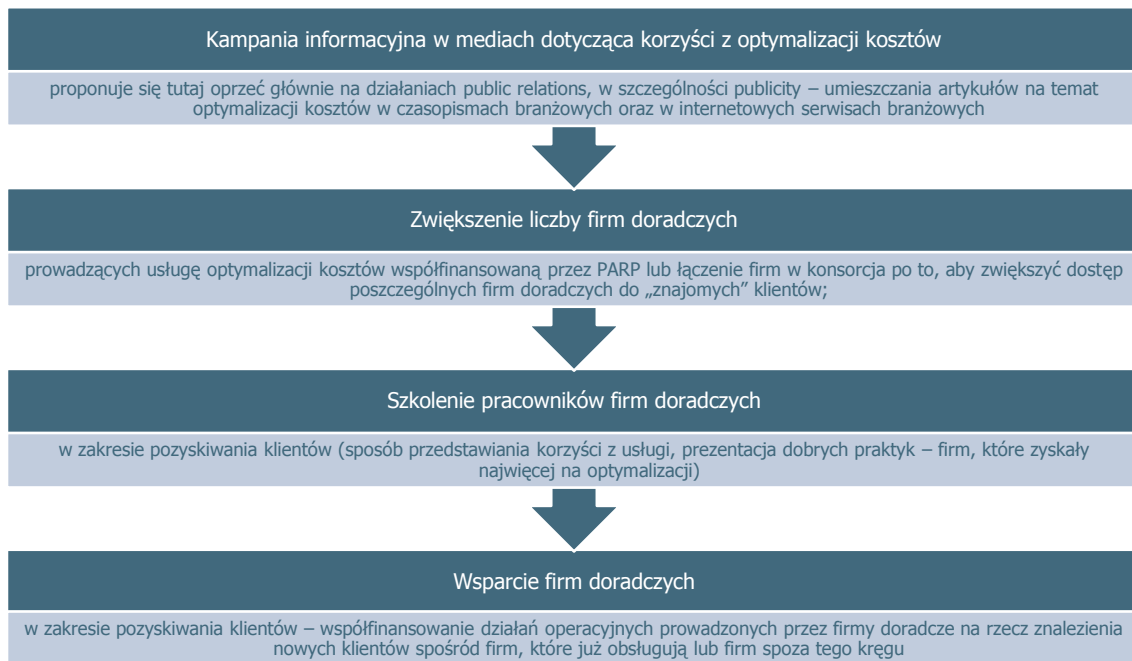 Kampania informacyjna w mediach dotycząca korzyści z optymalizacji kosztów
proponuje się tutaj oprzeć głównie na działaniach public relations, w szczególności publicity – umieszczania artykułów na temat
optymalizacji kosztów w czasopismach branżowych oraz w internetowych serwisach branżowych
Zwiększenie liczby firm doradczych
prowadzących usługę optymalizacji kosztów współfinansowaną przez PARP lub łączenie firm w konsorcja po to, aby zwiększyć dostęp
poszczególnych firm doradczych do „znajomych” klientów;
Szkolenie pracowników firm doradczych
w zakresie pozyskiwania klientów (sposób przedstawiania korzyści z usługi, prezentacja dobrych praktyk – firm, które zyskały
najwięcej na optymalizacji)
Wsparcie firm doradczych
w zakresie pozyskiwania klientów – współfinansowanie działań operacyjnych prowadzonych przez firmy doradcze na rzecz znalezienia
nowych klientów spośród firm, które już obsługują lub firm spoza tego kręgu